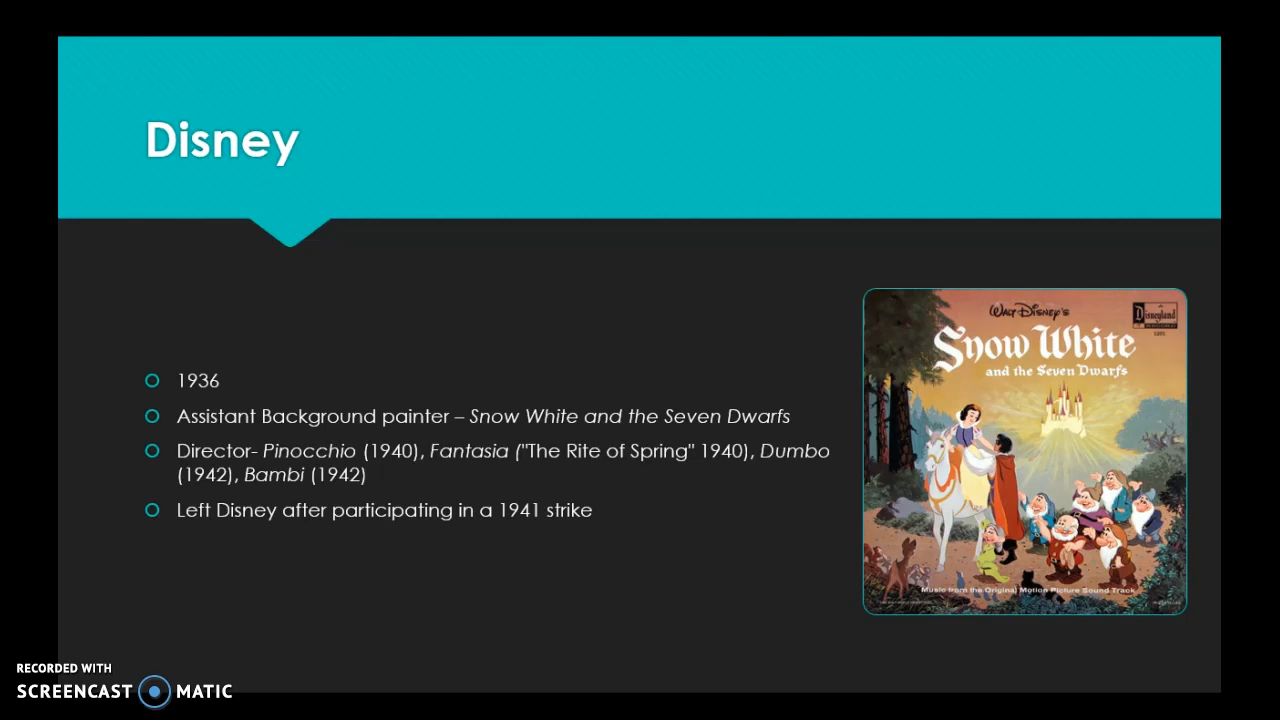 Disney
1936
Assistant Background painter – Snow White and the Seven Dwarfs
Director- Pinocchio (1940), Fantasia ("The Rite of Spring" 1940), Dumbo
(1942), Bambi (1942)
Left Disney after participating in a 1941 strike
Walt Disney's
Disneyland
Snow White
and the Seven Dwarfs
Music from the Original Motion Picture Sound Track
RECORDED WITH
SCREENCAST MATIC